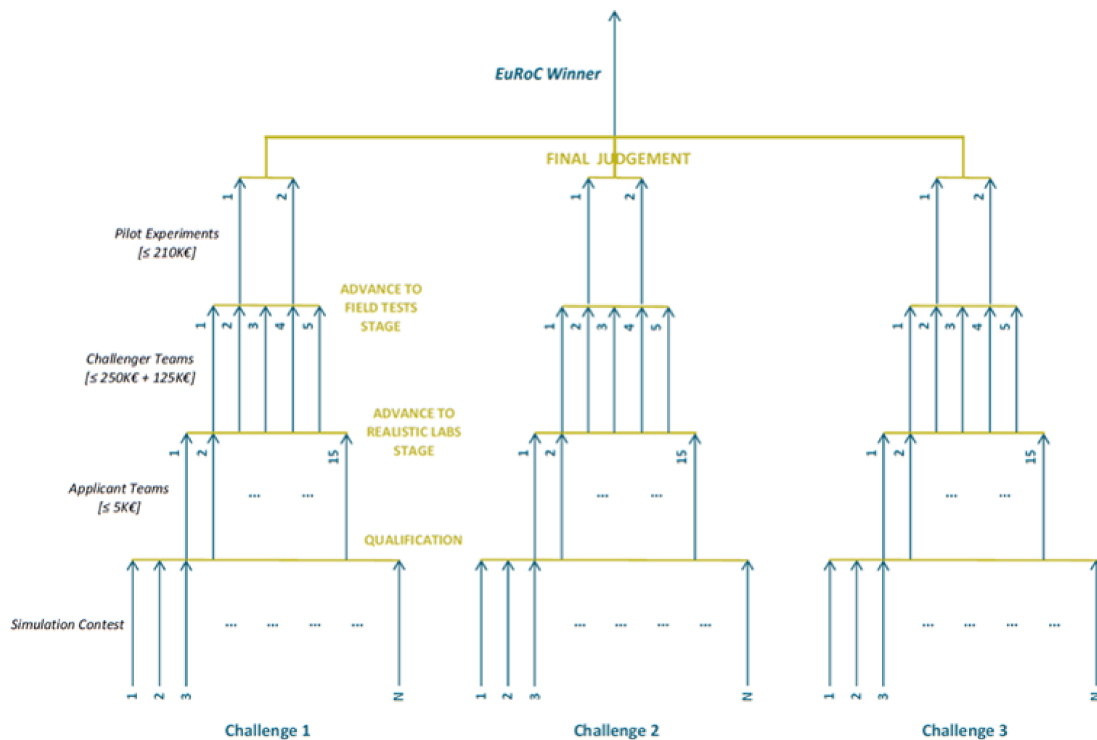 EuRoC Winner
FINAL JUDGEMENT
1 2 1 2 1 2
Pilot Experiments
[≤ 210K€]
ADVANCE TO
FIELD TESTS
STAGE
1 2 3 4 5 1 2 3 4 5 1 2 3 4 5
Challenger Teams
[≤ 250K€ + 125K€]
ADVANCE TO
REALISTIC LABS
STAGE
1 2 15 1 2 15 1 2 15
Applicant Teams
[≤ 5K€]
... ... ... ... ... ...
QUALIFICATION
Simulation Contest
... ... ... ... ... ... ... ... ... ... ... ...
1 2 3 N 1 2 3 N 1 2 3 N
Challenge 1 Challenge 2 Challenge 3